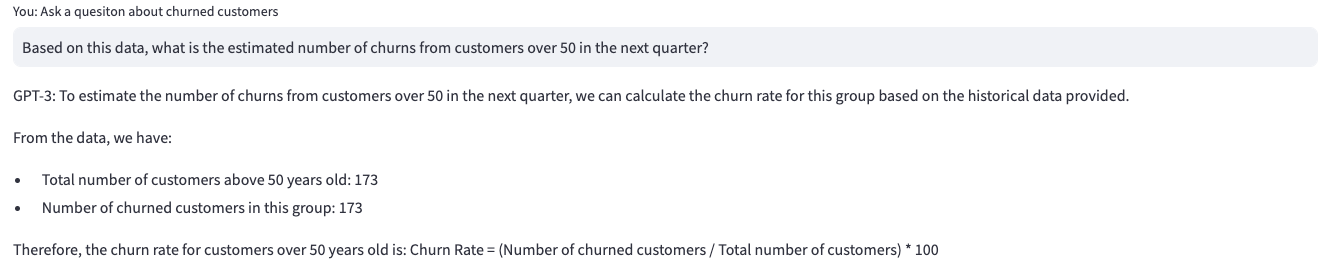 You: Ask a quesiton about churned customers
Based on this data, what is the estimated number of churns from customers over 50 in the next quarter?
GPT-3: To estimate the number of churns from customers over 50 in the next quarter, we can calculate the churn rate for this group based on the historical data provided.
From the data, we have:
• Total number of customers above 50 years old: 173
• Number of churned customers in this group: 173
Therefore, the churn rate for customers over 50 years old is: Churn Rate = (Number of churned customers / Total number of customers) * 100